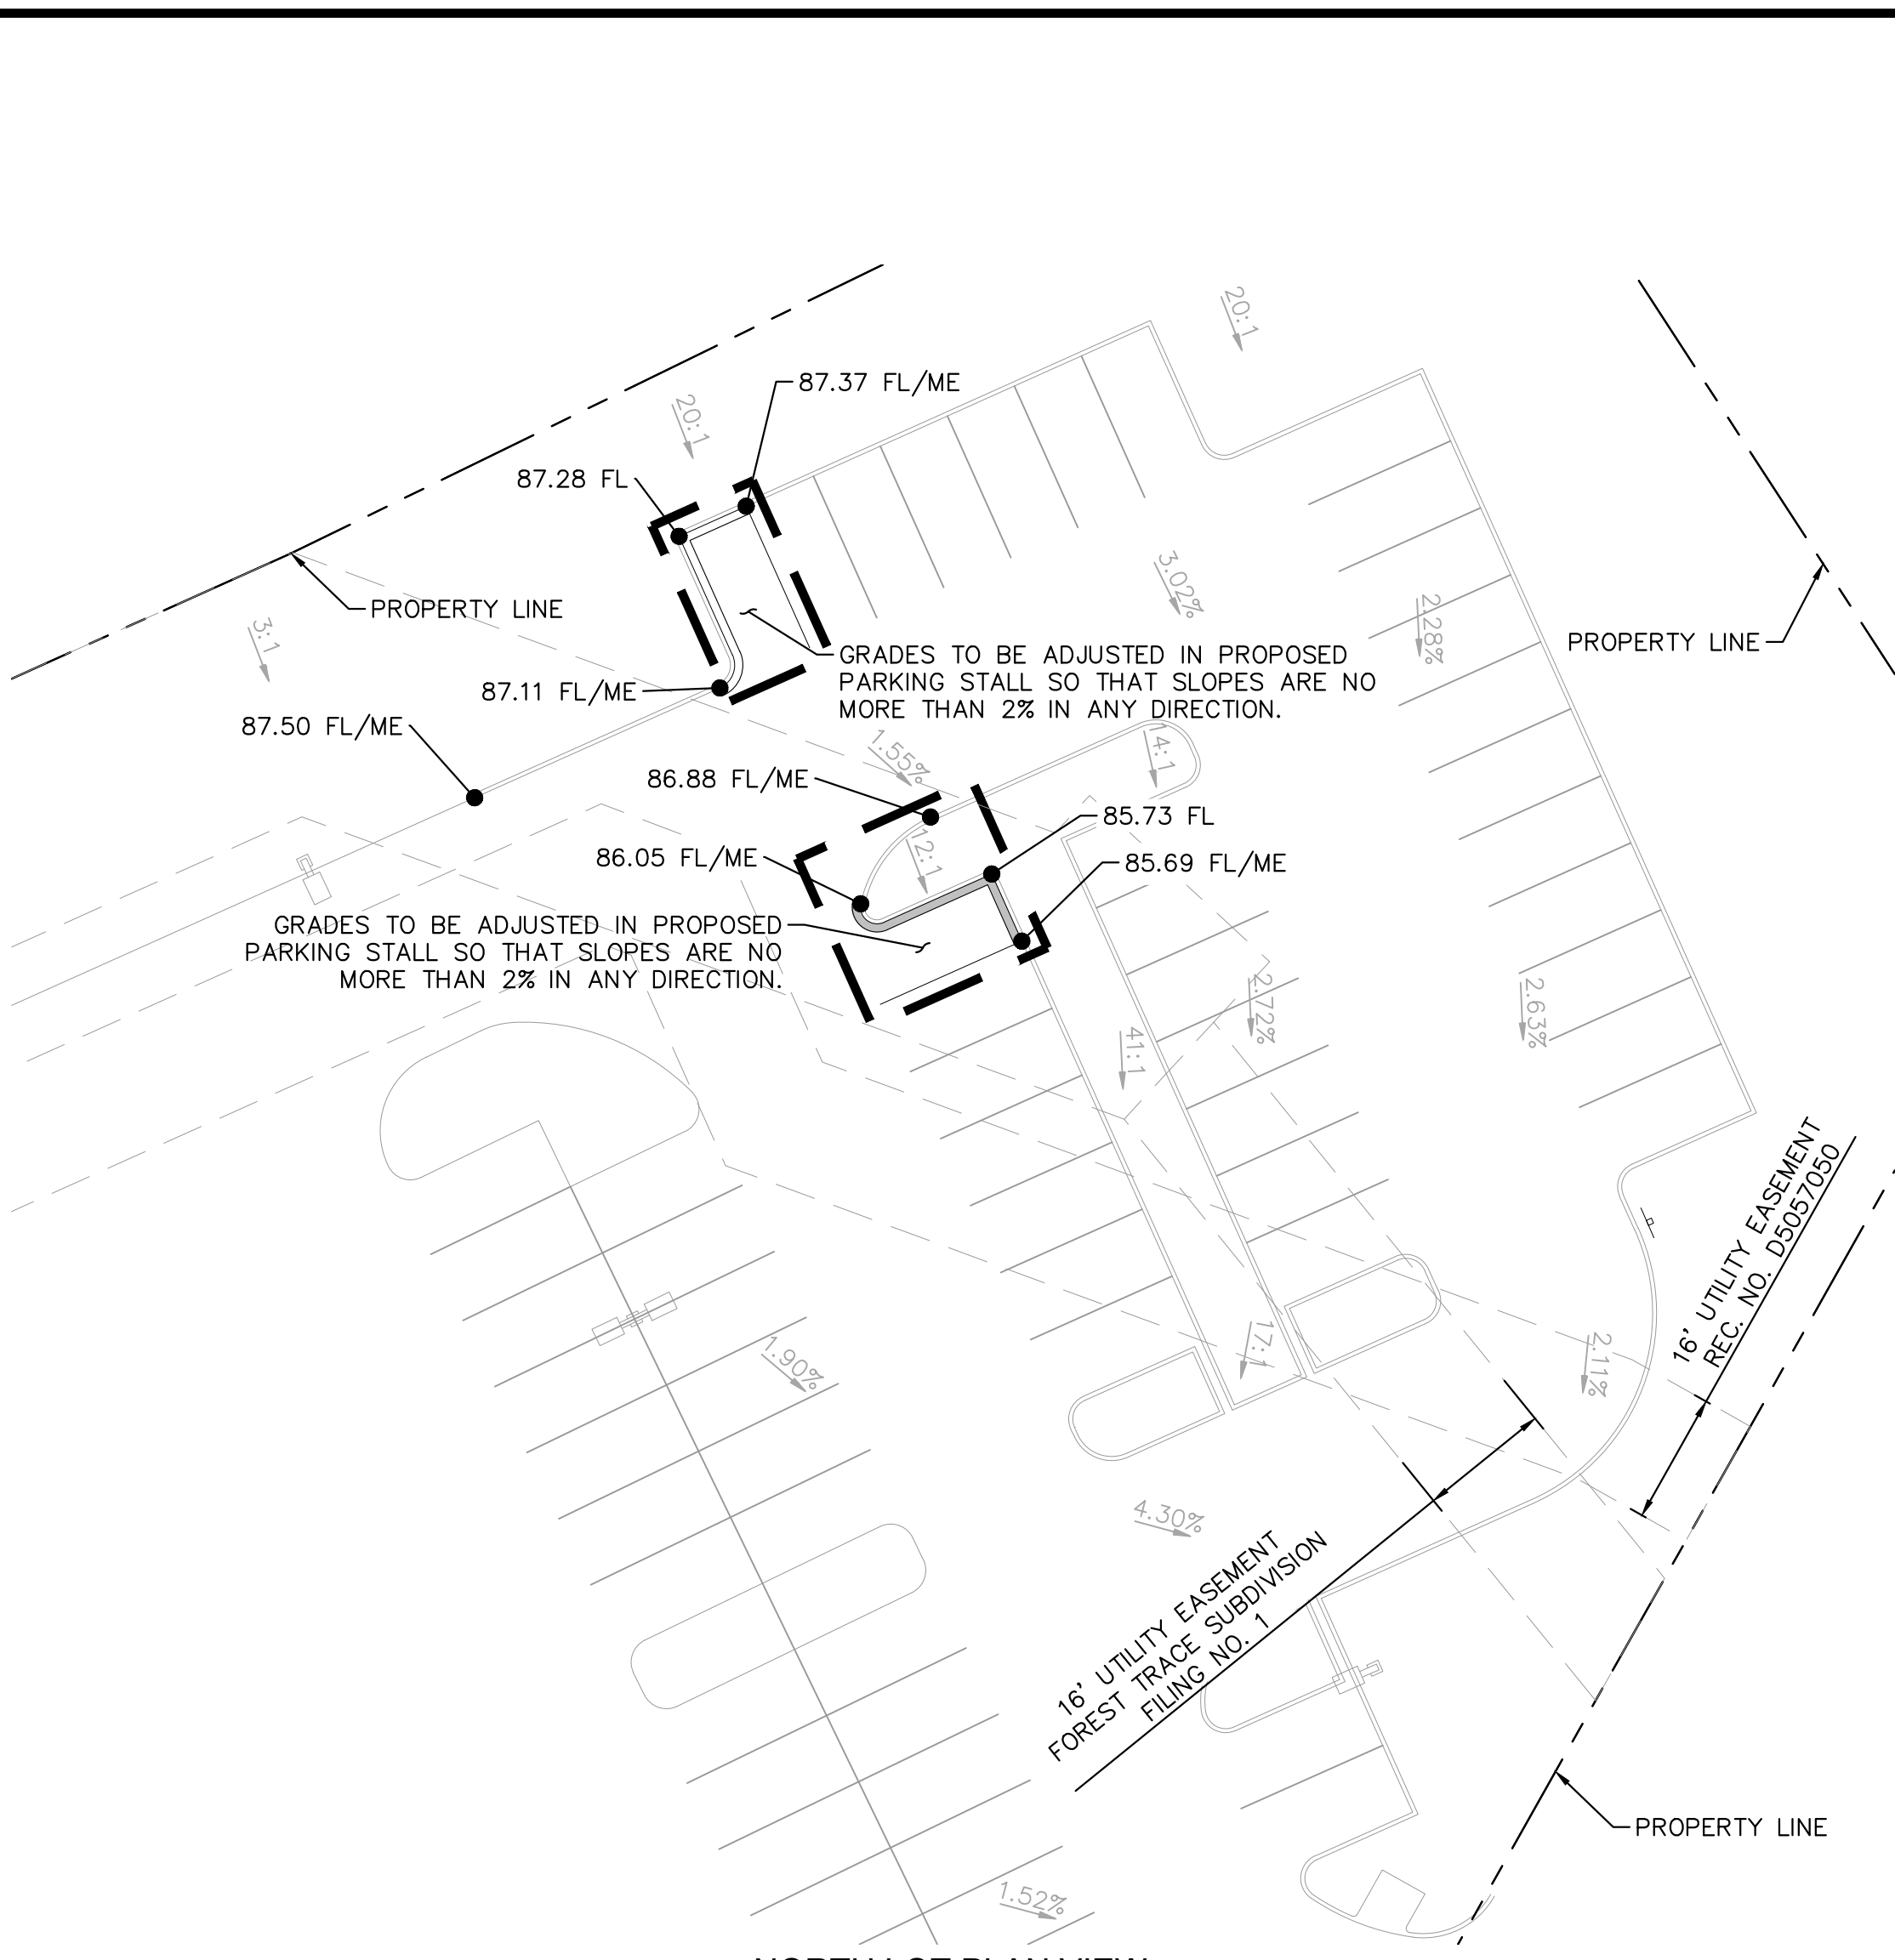 20:1
20:1
87.37 FL/ME
87.28 FL
3.02%
2.28%
PROPERTY LINE
3:1
PROPERTY LINE
GRADES TO BE ADJUSTED IN PROPOSED
PARKING STALL SO THAT SLOPES ARE NO
MORE THAN 2% IN ANY DIRECTION.
87.11 FL/ME
87.50 FL/ME
1.55%
14:1
86.88 FL/ME
85.73 FL
12:1
86.05 FL/ME
85.69 FL/ME
GRADES TO BE ADJUSTED IN PROPOSED
PARKING STALL SO THAT SLOPES ARE NO
MORE THAN 2% IN ANY DIRECTION.
2.72%
2.63%
41:1
16' UTILITY EASEMENT
REC. NO. D5057050
17:1
2.11%
1.90%
4.30%
16' UTILITY EASEMENT
FOREST TRACE SUBDIVISION
FILING NO. 1
PROPERTY LINE
1.52%
NORTH LOT PLAN VIEW